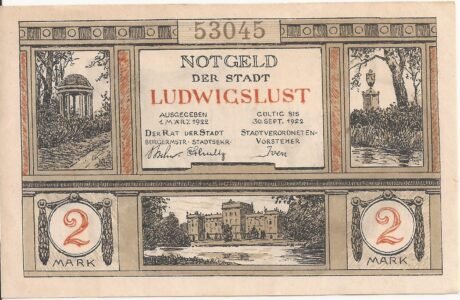 53045
NOTGELD
DER STADT
LUDWIGSLUST
AUSGEGEBEN
1. MÄRZ 1922
GÜLTIG BIS
30. SEPT. 1922
DER RAT DER STADT
BÜRGERMSTR. STADTSEKR.
STADTVERORDNETEN-
VORSTEHER
Iven
2
MARK
2
MARK